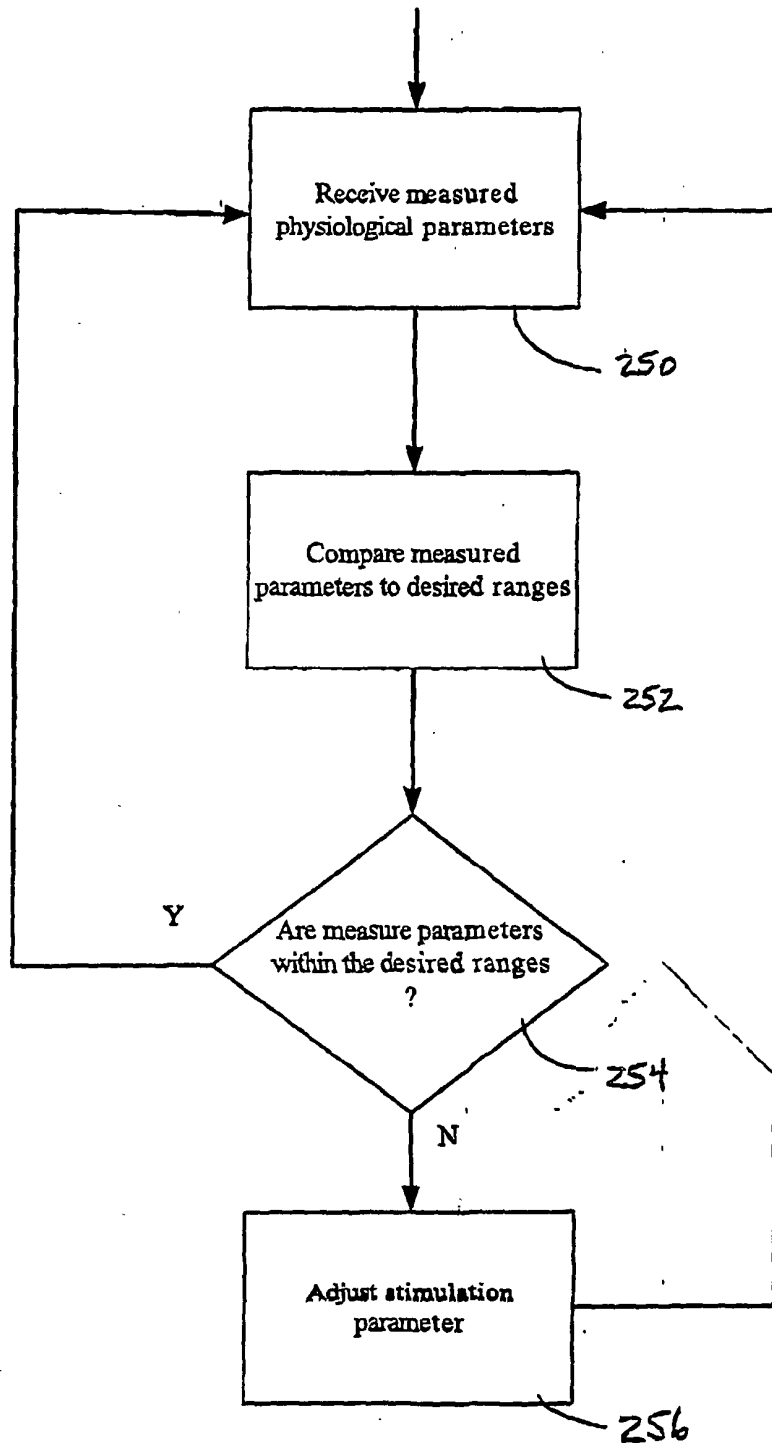 Receive measured
physiological parameters
250
Compare measured
parameters to desired ranges
252
Y
Are measure parameters
within the desired ranges
?
254
N
Adjust stimulation
parameter
256